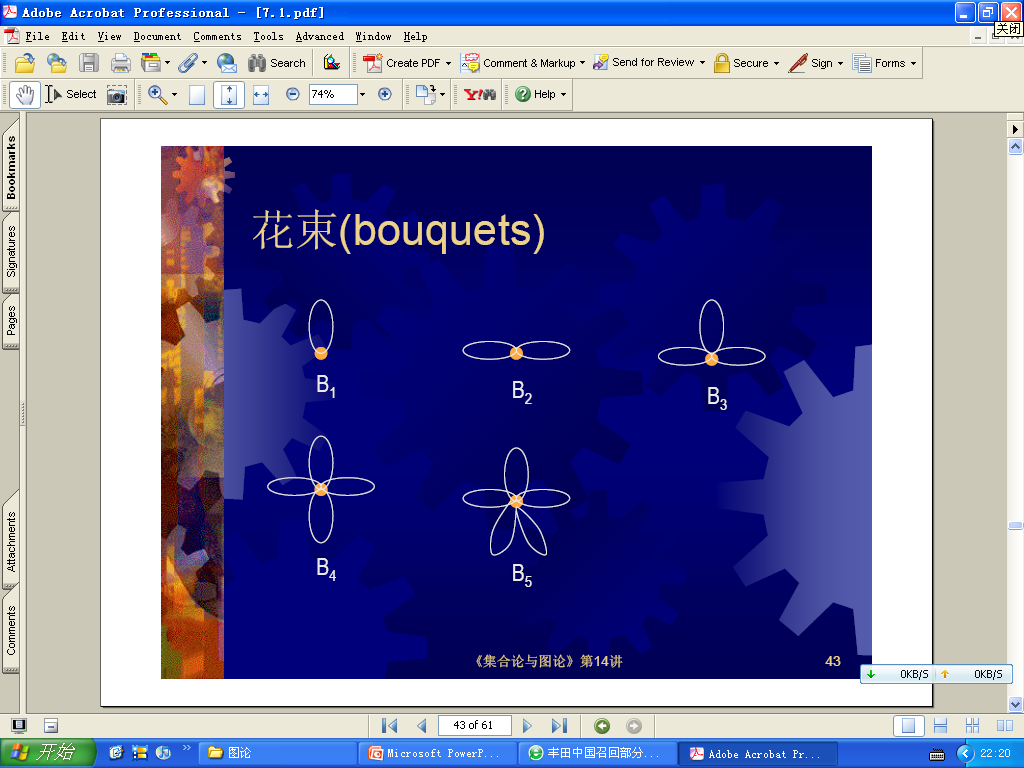 Adobe Acrobat Professional - [7.1.pdf]
关闭
File Edit View Document Comments Tools Advanced Window Help
Search Create PDF Comment & Markup Send for Review Secure Sign Forms
Select 74% Y! Help
Bookmarks
Signatures
Pages
Attachments
Comments
花束(bouquets)
B1
B2
B3
B4
B5
《集合论与图论》第14讲
43
0KB/S 0KB/S
43 of 61
开始 图论 Microsoft PowerP... 丰田中国召回部分... Adobe Acrobat Pr... 22:20